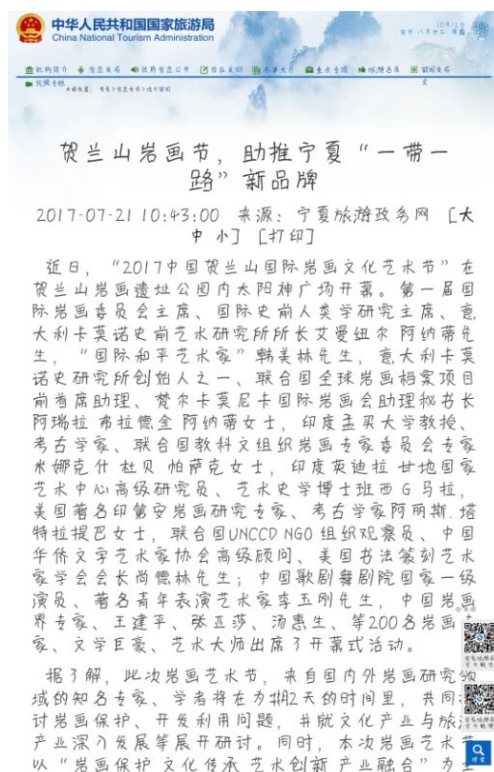 中华人民共和国国家旅游局
China National Tourism Administration
机构简介 信息发布 政府信息公开
贺兰山岩画节，助推宁夏“一带一
路”新品牌
2017-07-21 10:43:00 来源：宁夏旅游政务网 [大
中 小] [打印]
近日，“2017中国贺兰山国际岩画文化艺术节”在
贺兰山岩画遗址公园内太阳神广场开幕。第一届国
际岩画委员会主席、国际史前人类学研究主席、意
大利卡莫诺史前艺术研究所所长艾曼纽尔 阿纳蒂先
生，“国际和平艺术家”韩美林先生，意大利卡莫
诺史研究所创始人之一、联合国全球岩画档案项目
前首席助理、梵尔卡莫尼卡国际岩画会助理秘书长
阿瑞拉 布拉德金 阿纳蒂女士，印度孟买大学教授、
考古学家、联合国教科文组织岩画专家委员会专家
米娜克什 杜贝 帕萨克女士，印度英迪拉 甘地国家
艺术中心高级研究员、艺术史学博士班西 G 马拉，
美国著名印第安岩画研究专家、考古学家阿丽斯.塔
特拉提巴女士，联合国UNCCD NGO 组织观察员、中国
华侨文学艺术家协会高级顾问、美国书法篆刻艺术
家学会会长尚德林先生；中国歌剧舞剧院国家一级
演员、著名青年表演艺术家李玉刚先生，中国岩画
界专家、王建平、张亚莎、汤惠生、等200名岩画
家、文学巨豪、艺术大师出席了开幕式活动。
据了解，此次岩画艺术节，来自国内外岩画研究领
域的知名专家、学者将在为期2天的时间里，共同
讨岩画保护、开发利用问题，并就文化产业与旅
产业深入发展等展开研讨。同时，本次岩画艺术
以“岩画保护 文化传承 艺术创新 产业融合”为